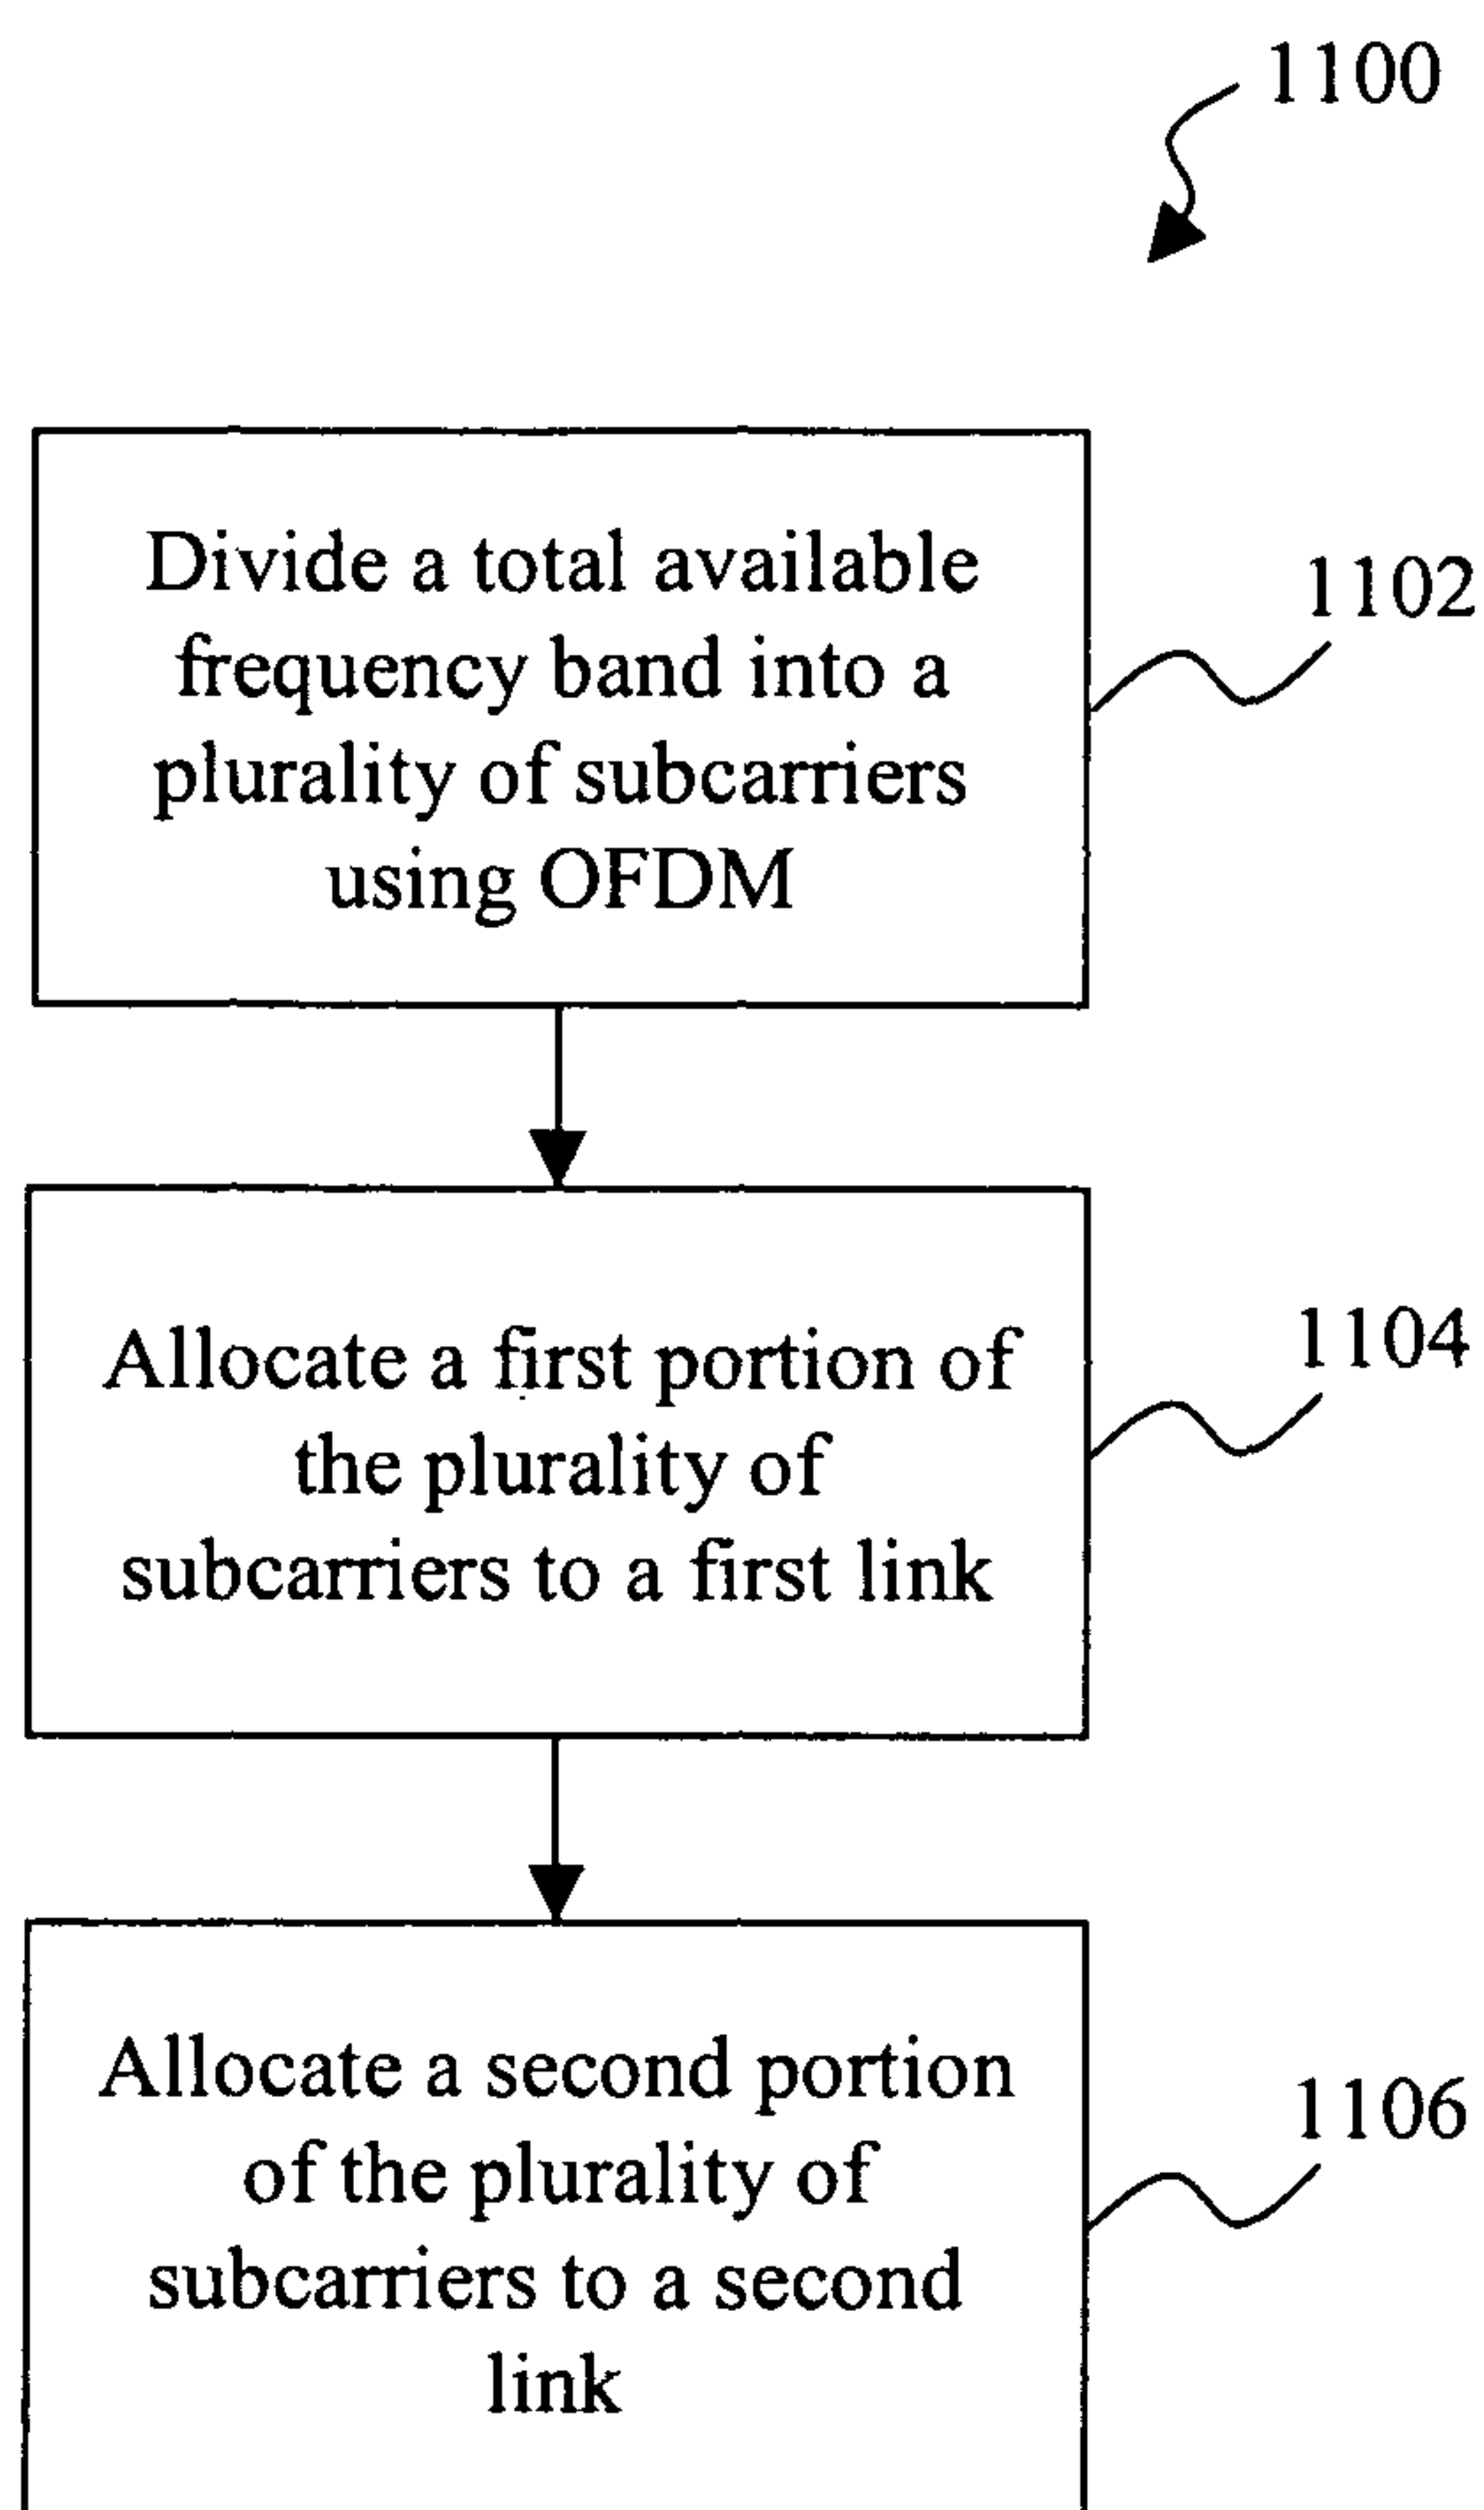 1100
Divide a total available
frequency band into a
plurality of subcarriers
using OFDM
1102
Allocate a first portion of
the plurality of
subcarriers to a first link
1104
Allocate a second portion
of the plurality of
subcarriers to a second
link
1106